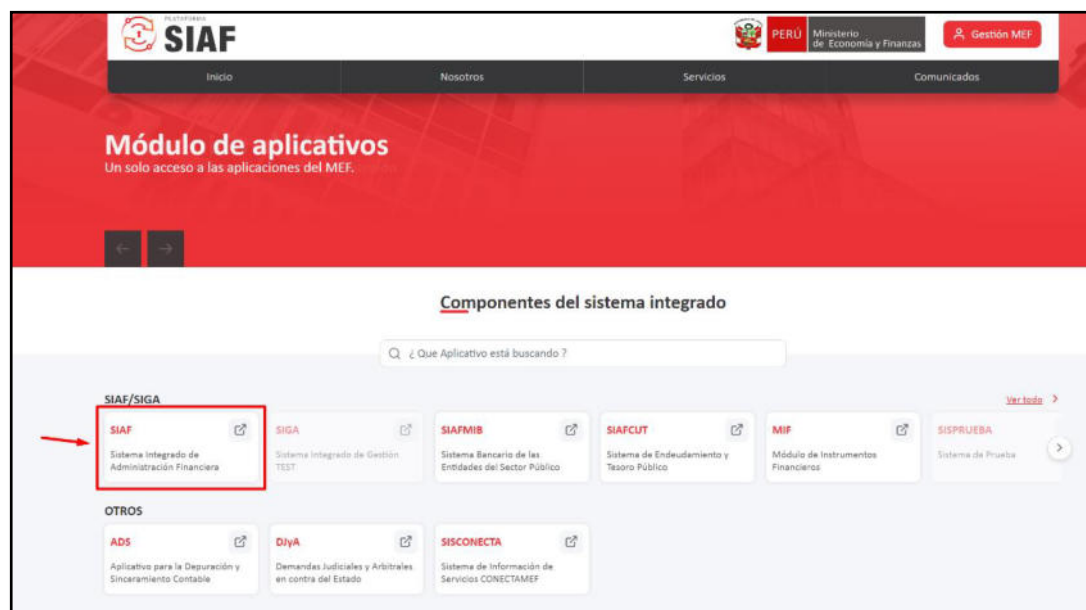 PLATAFORMA
SIAF
PERÚ
Ministerio
de Economía y Finanzas
Gestión MEF
Inicio
Nosotros
Servicios
Comunicados
Módulo de aplicativos
Un solo acceso a las aplicaciones del MEF.
Componentes del sistema integrado
¿ Que Aplicativo está buscando ?
SIAF/SIGA
Ver todo
SIAF
Sistema Integrado de
Administración Financiera
SIGA
Sistema Integrado de Gestión
TEST
SIAFMIB
Sistema Bancario de las
Entidades del Sector Público
SIAFCUT
Sistema de Endeudamiento y
Tesoro Público
MIF
Módulo de Instrumentos
Financieros
SISPRUEBA
Sistema de Prueba
OTROS
ADS
Aplicativo para la Depuración y
Sinceramiento Contable
DJyA
Demandas Judiciales y Arbitrales
en contra del Estado
SISCONECTA
Sistema de Información de
Servicios CONECTAMEF